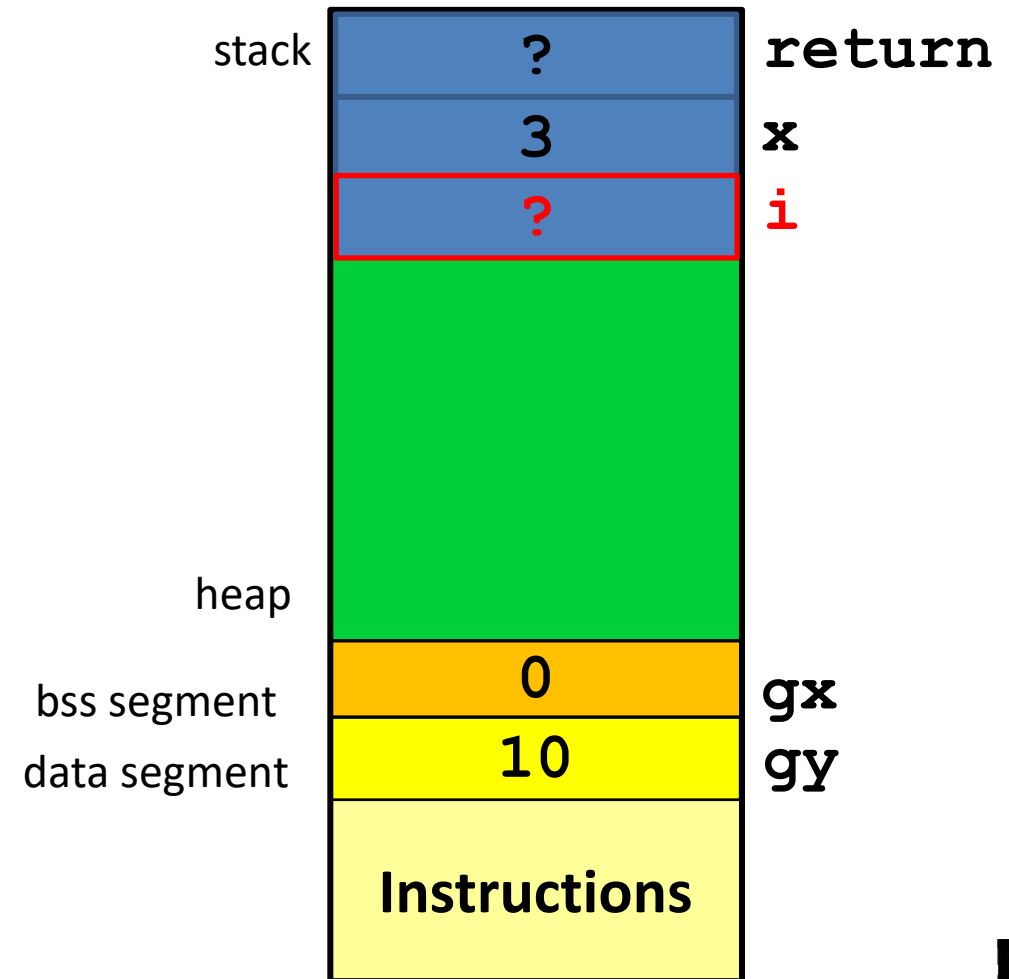 stack ? return
3 x
? i
heap
bss segment 0 gx
data segment 10 gy
Instructions